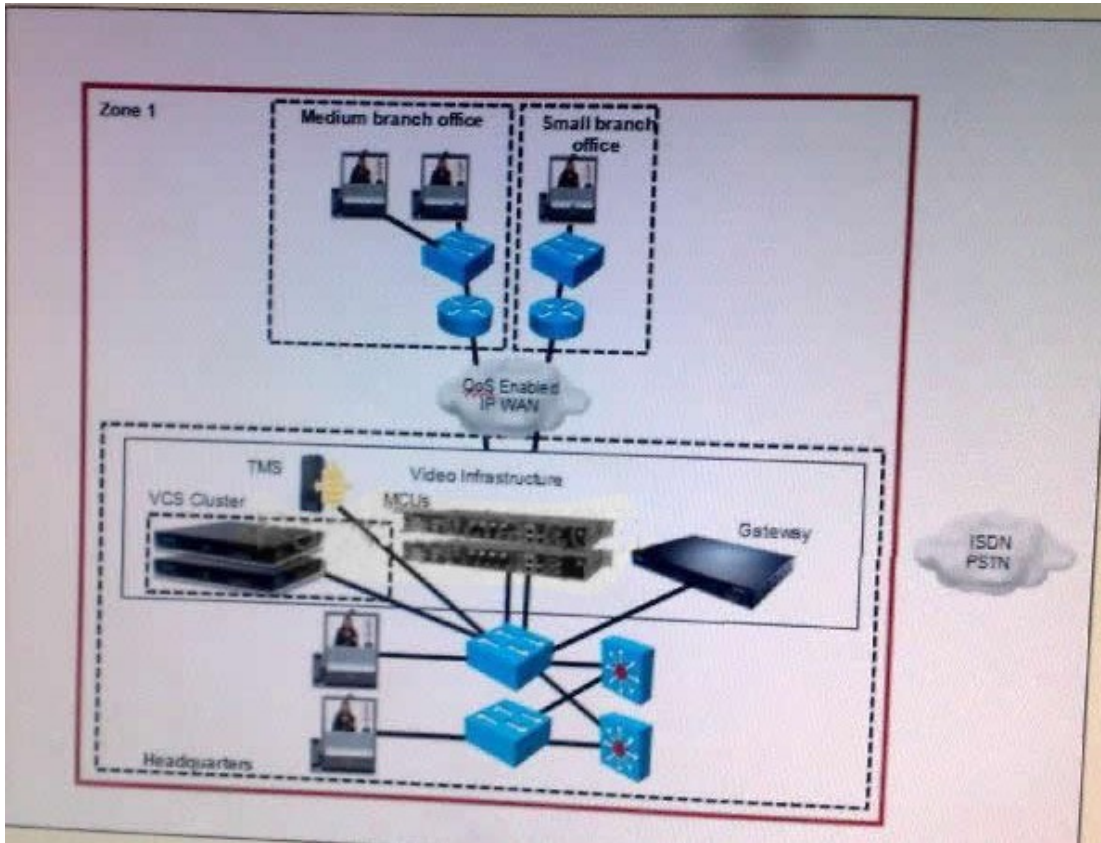 Zone 1
Medium branch office
Small branch
office
QoS Enabled
IP WAN
TMS
Video Infrastructure
VCS Cluster
MCUs
Gateway
ISDN
PSTN
Headquarters